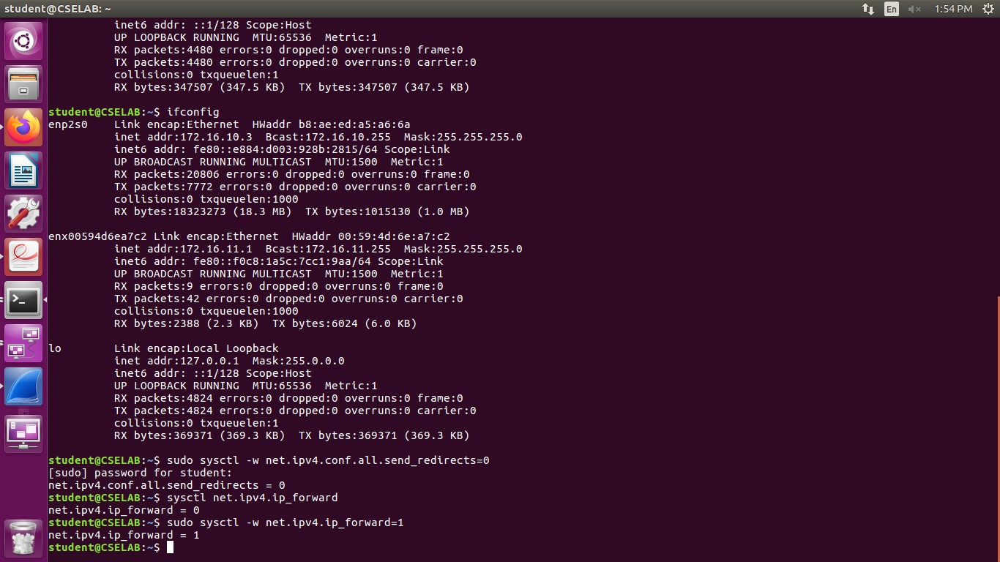 student@CSELAB: ~
En
1:54 PM
inet6 addr: ::1/128 Scope:Host
UP LOOPBACK RUNNING  MTU:65536  Metric:1
RX packets:4480 errors:0 dropped:0 overruns:0 frame:0
TX packets:4480 errors:0 dropped:0 overruns:0 carrier:0
collisions:0 txqueuelen:1
RX bytes:347507 (347.5 KB)  TX bytes:347507 (347.5 KB)
student@CSELAB:~$ ifconfig
enp2s0    Link encap:Ethernet  HWaddr b8:ae:ed:a5:a6:6a
inet addr:172.16.10.3  Bcast:172.16.10.255  Mask:255.255.255.0
inet6 addr: fe80::e884:d003:928b:2815/64 Scope:Link
UP BROADCAST RUNNING MULTICAST  MTU:1500  Metric:1
RX packets:20806 errors:0 dropped:0 overruns:0 frame:0
TX packets:7772 errors:0 dropped:0 overruns:0 carrier:0
collisions:0 txqueuelen:1000
RX bytes:18323273 (18.3 MB)  TX bytes:1015130 (1.0 MB)
enx00594d6ea7c2 Link encap:Ethernet  HWaddr 00:59:4d:6e:a7:c2
inet addr:172.16.11.1  Bcast:172.16.11.255  Mask:255.255.255.0
inet6 addr: fe80::f0c8:1a5c:7cc1:9aa/64 Scope:Link
UP BROADCAST RUNNING MULTICAST  MTU:1500  Metric:1
RX packets:9 errors:0 dropped:0 overruns:0 frame:0
TX packets:42 errors:0 dropped:0 overruns:0 carrier:0
collisions:0 txqueuelen:1000
RX bytes:2388 (2.3 KB)  TX bytes:6024 (6.0 KB)
lo        Link encap:Local Loopback
inet addr:127.0.0.1  Mask:255.0.0.0
inet6 addr: ::1/128 Scope:Host
UP LOOPBACK RUNNING  MTU:65536  Metric:1
RX packets:4824 errors:0 dropped:0 overruns:0 frame:0
TX packets:4824 errors:0 dropped:0 overruns:0 carrier:0
collisions:0 txqueuelen:1
RX bytes:369371 (369.3 KB)  TX bytes:369371 (369.3 KB)
student@CSELAB:~$ sudo sysctl -w net.ipv4.conf.all.send_redirects=0
[sudo] password for student:
net.ipv4.conf.all.send_redirects = 0
student@CSELAB:~$ sysctl net.ipv4.ip_forward
net.ipv4.ip_forward = 0
student@CSELAB:~$ sudo sysctl -w net.ipv4.ip_forward=1
net.ipv4.ip_forward = 1
student@CSELAB:~$